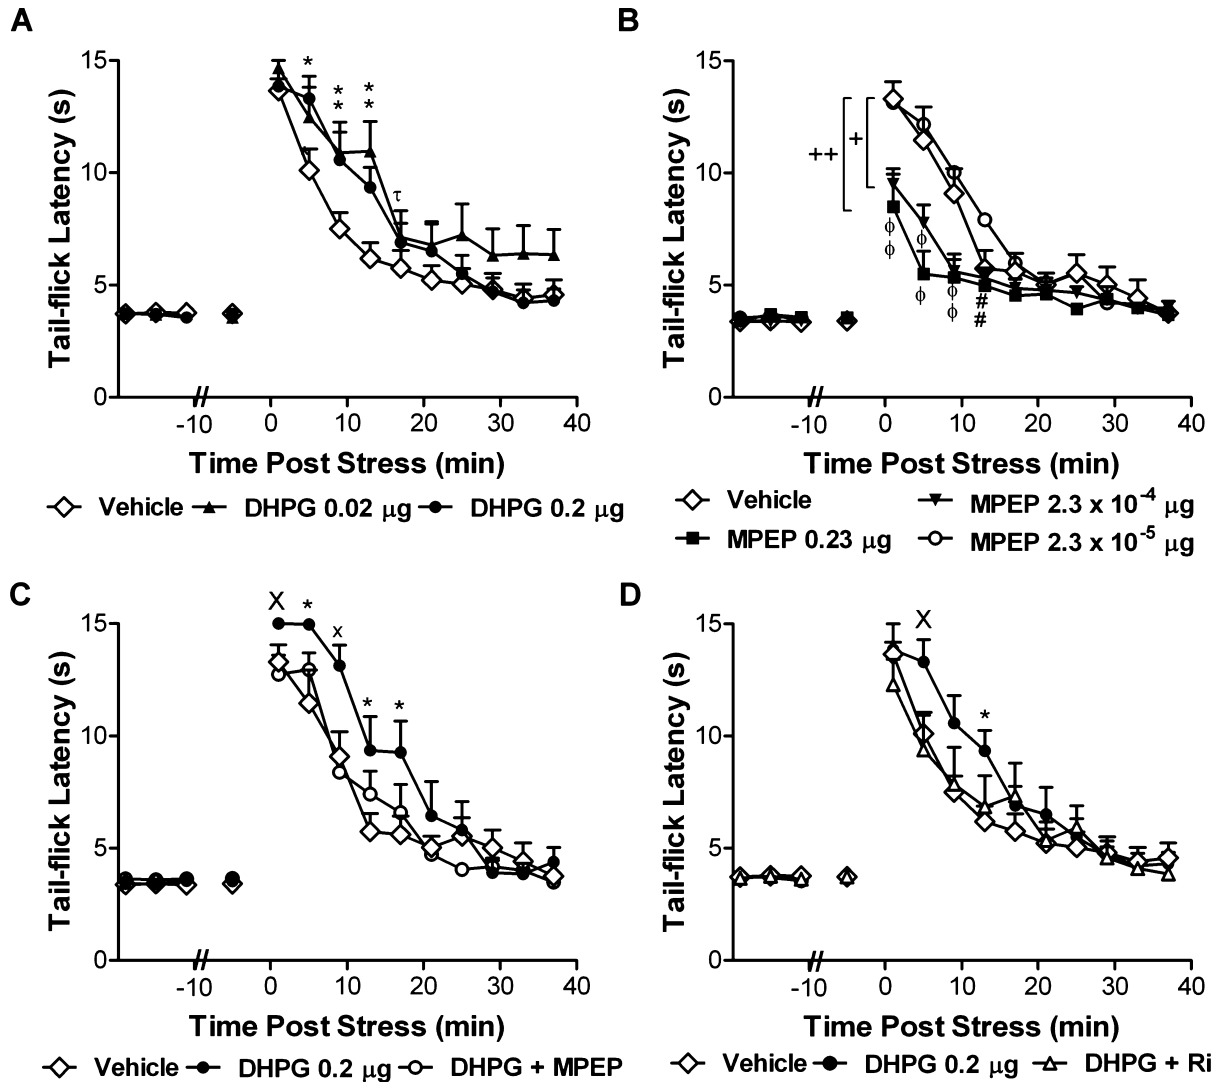 A
15
10
5
0
Tail-flick Latency (s)
*
*
*
*
*
τ
-10 0 10 20 30 40
Time Post Stress (min)
Vehicle DHPG 0.02 μg DHPG 0.2 μg
B
15
10
5
0
Tail-flick Latency (s)
++
+
ϕ
ϕ
ϕ
ϕ
ϕ
ϕ
#
#
-10 0 10 20 30 40
Time Post Stress (min)
Vehicle MPEP 2.3 x 10⁻⁴ μg
MPEP 0.23 μg MPEP 2.3 x 10⁻⁵ μg
C
15
10
5
0
Tail-flick Latency (s)
X * x
* *
-10 0 10 20 30 40
Time Post Stress (min)
Vehicle DHPG 0.2 μg DHPG + MPEP
D
15
10
5
0
Tail-flick Latency (s)
X
*
-10 0 10 20 30 40
Time Post Stress (min)
Vehicle DHPG 0.2 μg DHPG + Ri